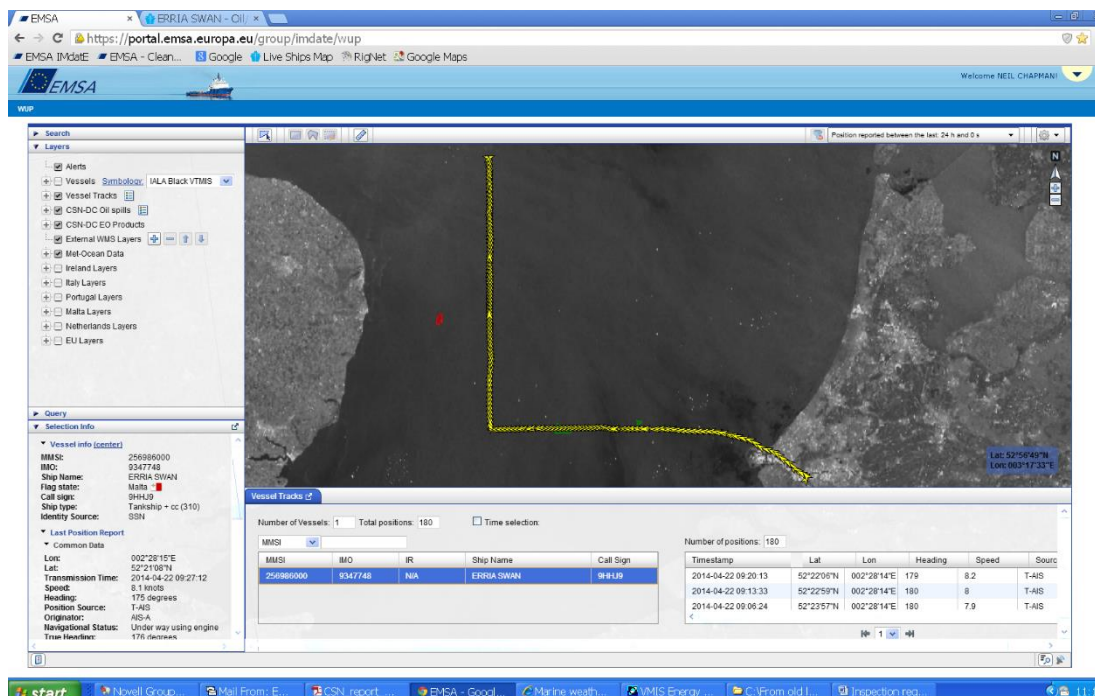 EMSA
ERRIA SWAN - Oil/
https://portal.emsa.europa.eu/group/imdate/wup
EMSA IMdatE EMSA - Clean... Google Live Ships Map RigNet Google Maps
EMSA
Welcome NEIL CHAPMAN!
WUP
Search
Layers
Position reported between the last: 24 h and 0 s
Alerts
Vessels Symbology: IALA Black VTMIS
Vessel Tracks
CSN-DC Oil spills
CSN-DC EO Products
External WMS Layers
Met-Ocean Data
Ireland Layers
Italy Layers
Portugal Layers
Malta Layers
Netherlands Layers
EU Layers
N
Lat: 52°56'49"N
Lon: 003°17'33"E
Query
Selection Info
Vessel info (center)
MMSI: 256986000
IMO: 9347748
Ship Name: ERRIA SWAN
Flag state: Malta
Call sign: 9HHJ9
Ship type: Tankship + cc (310)
Identity Source: SSN
Last Position Report
Common Data
Lon: 002°28'15"E
Lat: 52°21'08"N
Transmission Time: 2014-04-22 09:27:12
Speed: 8.1 knots
Heading: 175 degrees
Position Source: T-AIS
Originator: AIS-A
Navigational Status: Under way using engine
True Heading: 176 degrees
Vessel Tracks
Number of Vessels: 1 Total positions: 180 Time selection:
MMSI
MMSI IMO IR Ship Name Call Sign
256986000 9347748 N/A ERRIA SWAN 9HHJ9
Number of positions: 180
Timestamp Lat Lon Heading Speed Sourc
2014-04-22 09:20:13 52°22'06"N 002°28'14"E 179 8.2 T-AIS
2014-04-22 09:13:33 52°22'59"N 002°28'14"E 180 8 T-AIS
2014-04-22 09:06:24 52°23'57"N 002°28'14"E 180 7.9 T-AIS
1
start Novell Group... Mail From: E... CSN_report_... EMSA - Googl... Marine weath... VMIS Energy ... C:\From old l... Inspection reg... 11:1